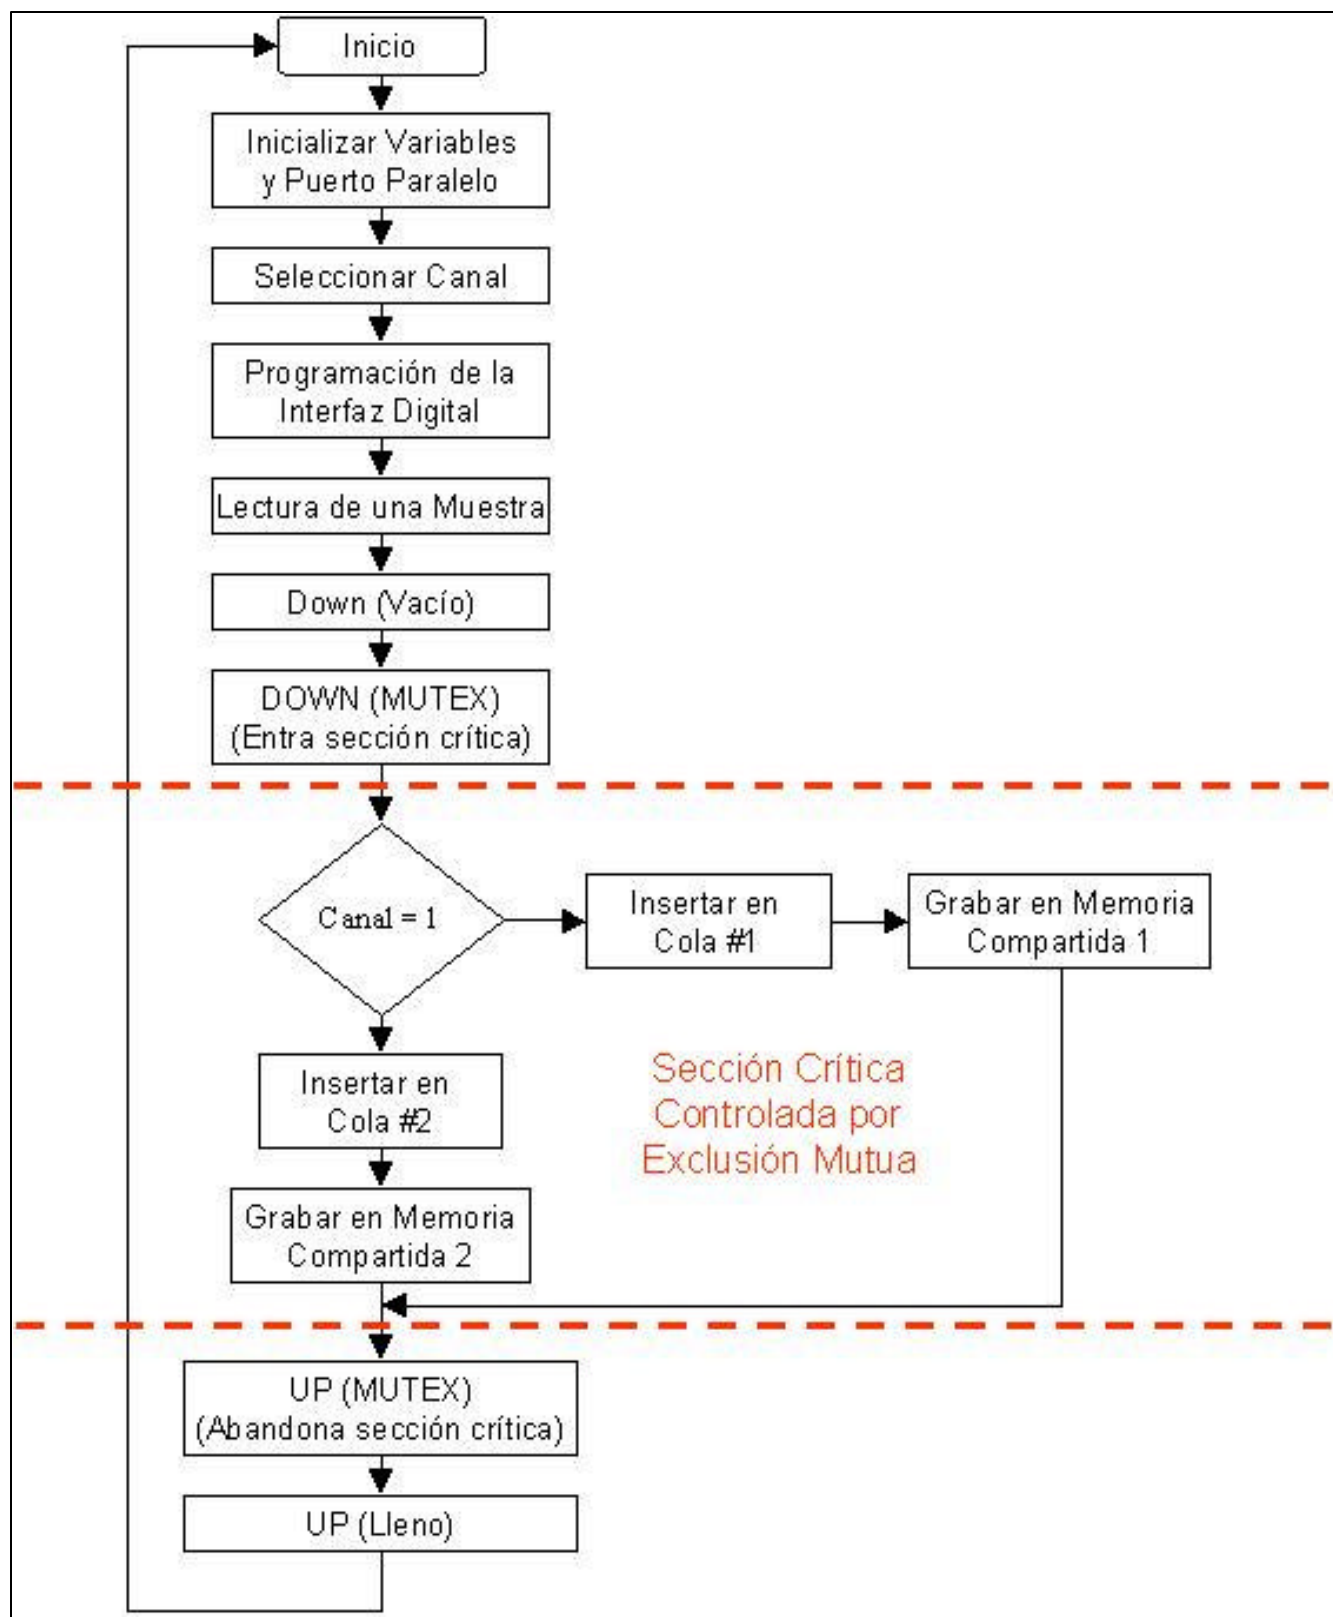 Inicio
Inicializar Variables
y Puerto Paralelo
Seleccionar Canal
Programación de la
Interfaz Digital
Lectura de una Muestra
Down (Vacío)
DOWN (MUTEX)
(Entra sección crítica)
Canal = 1
Insertar en
Cola #1
Grabar en Memoria
Compartida 1
Insertar en
Cola #2
Grabar en Memoria
Compartida 2
Sección Crítica
Controlada por
Exclusión Mutua
UP (MUTEX)
(Abandona sección crítica)
UP (Lleno)